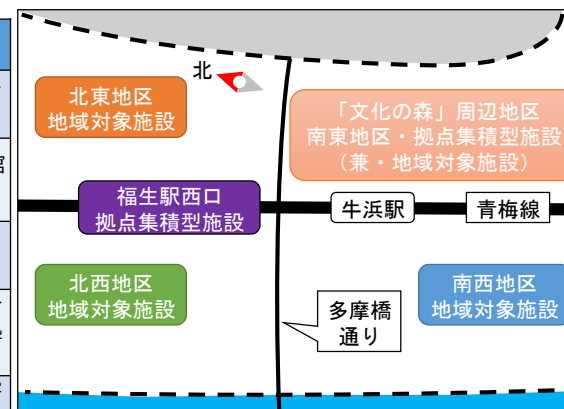 北
北東地区
地域対象施設
「文化の森」周辺地区
南東地区・拠点集積型施設
（兼・地域対象施設）
福生駅西口
拠点集積型施設
牛浜駅
青梅線
北西地区
地域対象施設
多摩橋
通り
南西地区
地域対象施設